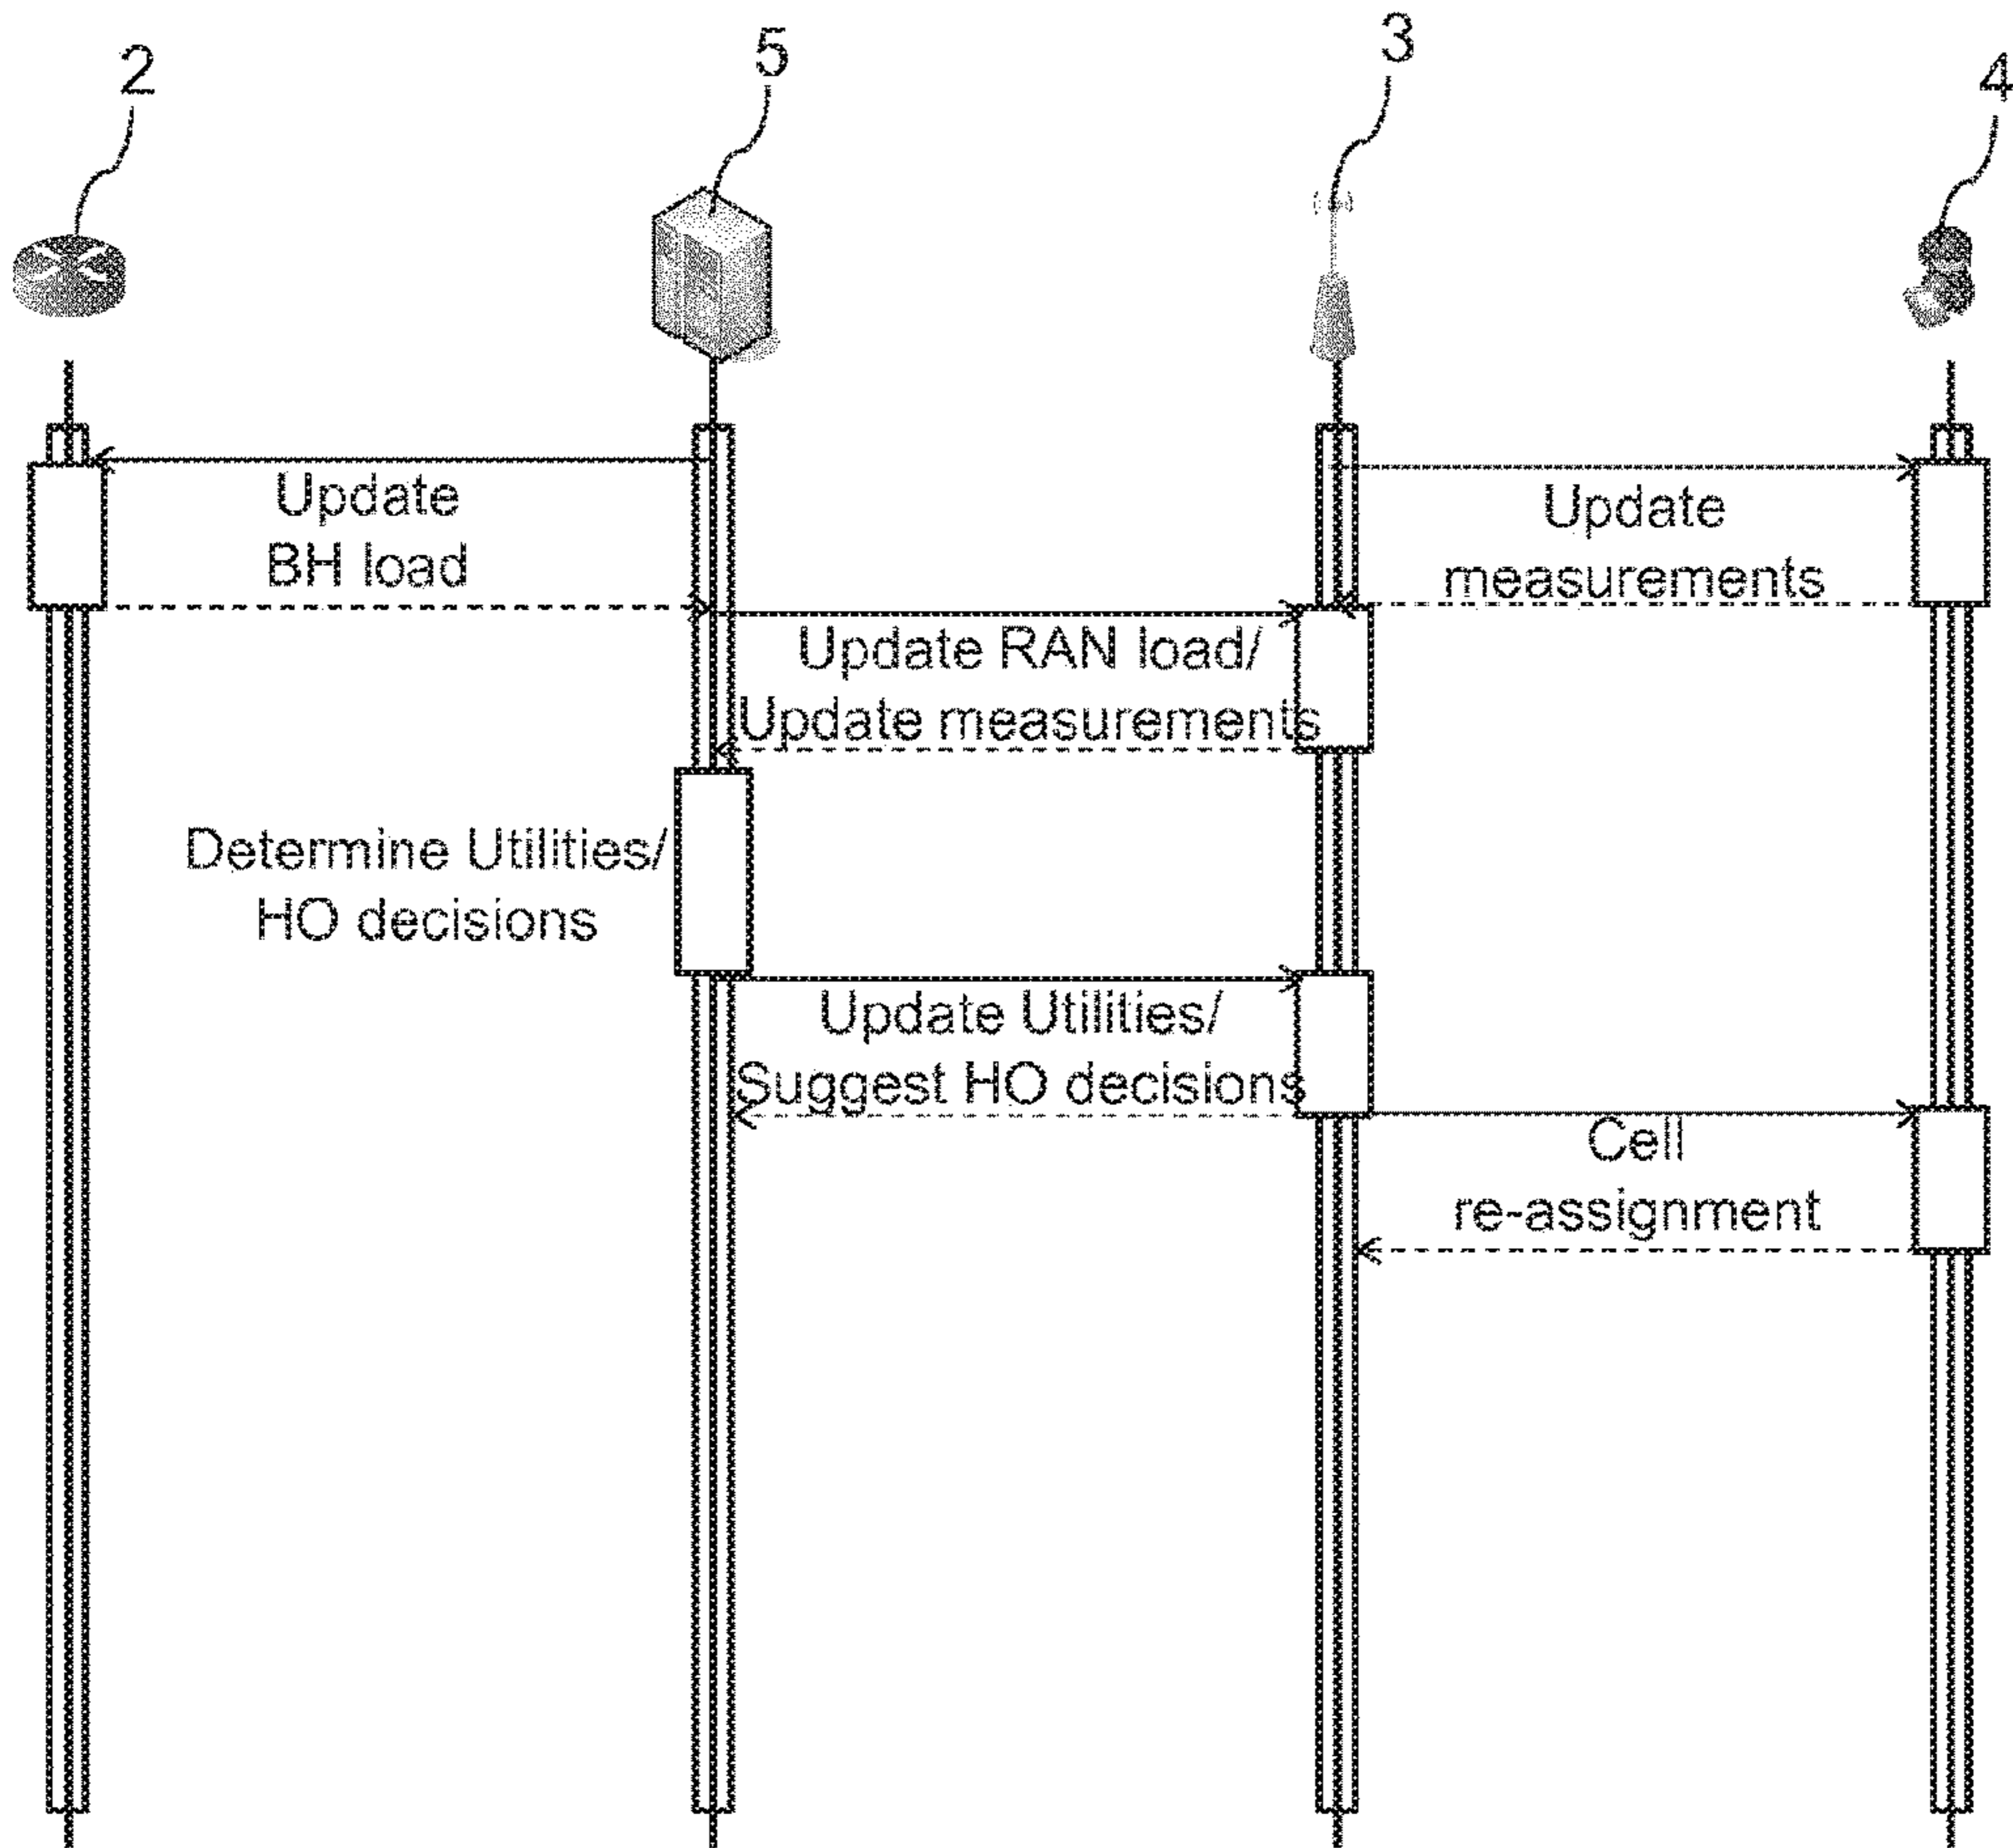 2
5
3
4
Update
BH load
Update
measurements
Update RAN load/
Update measurements
Determine Utilities/
HO decisions
Update Utilities/
Suggest HO decisions
Cell
re-assignment